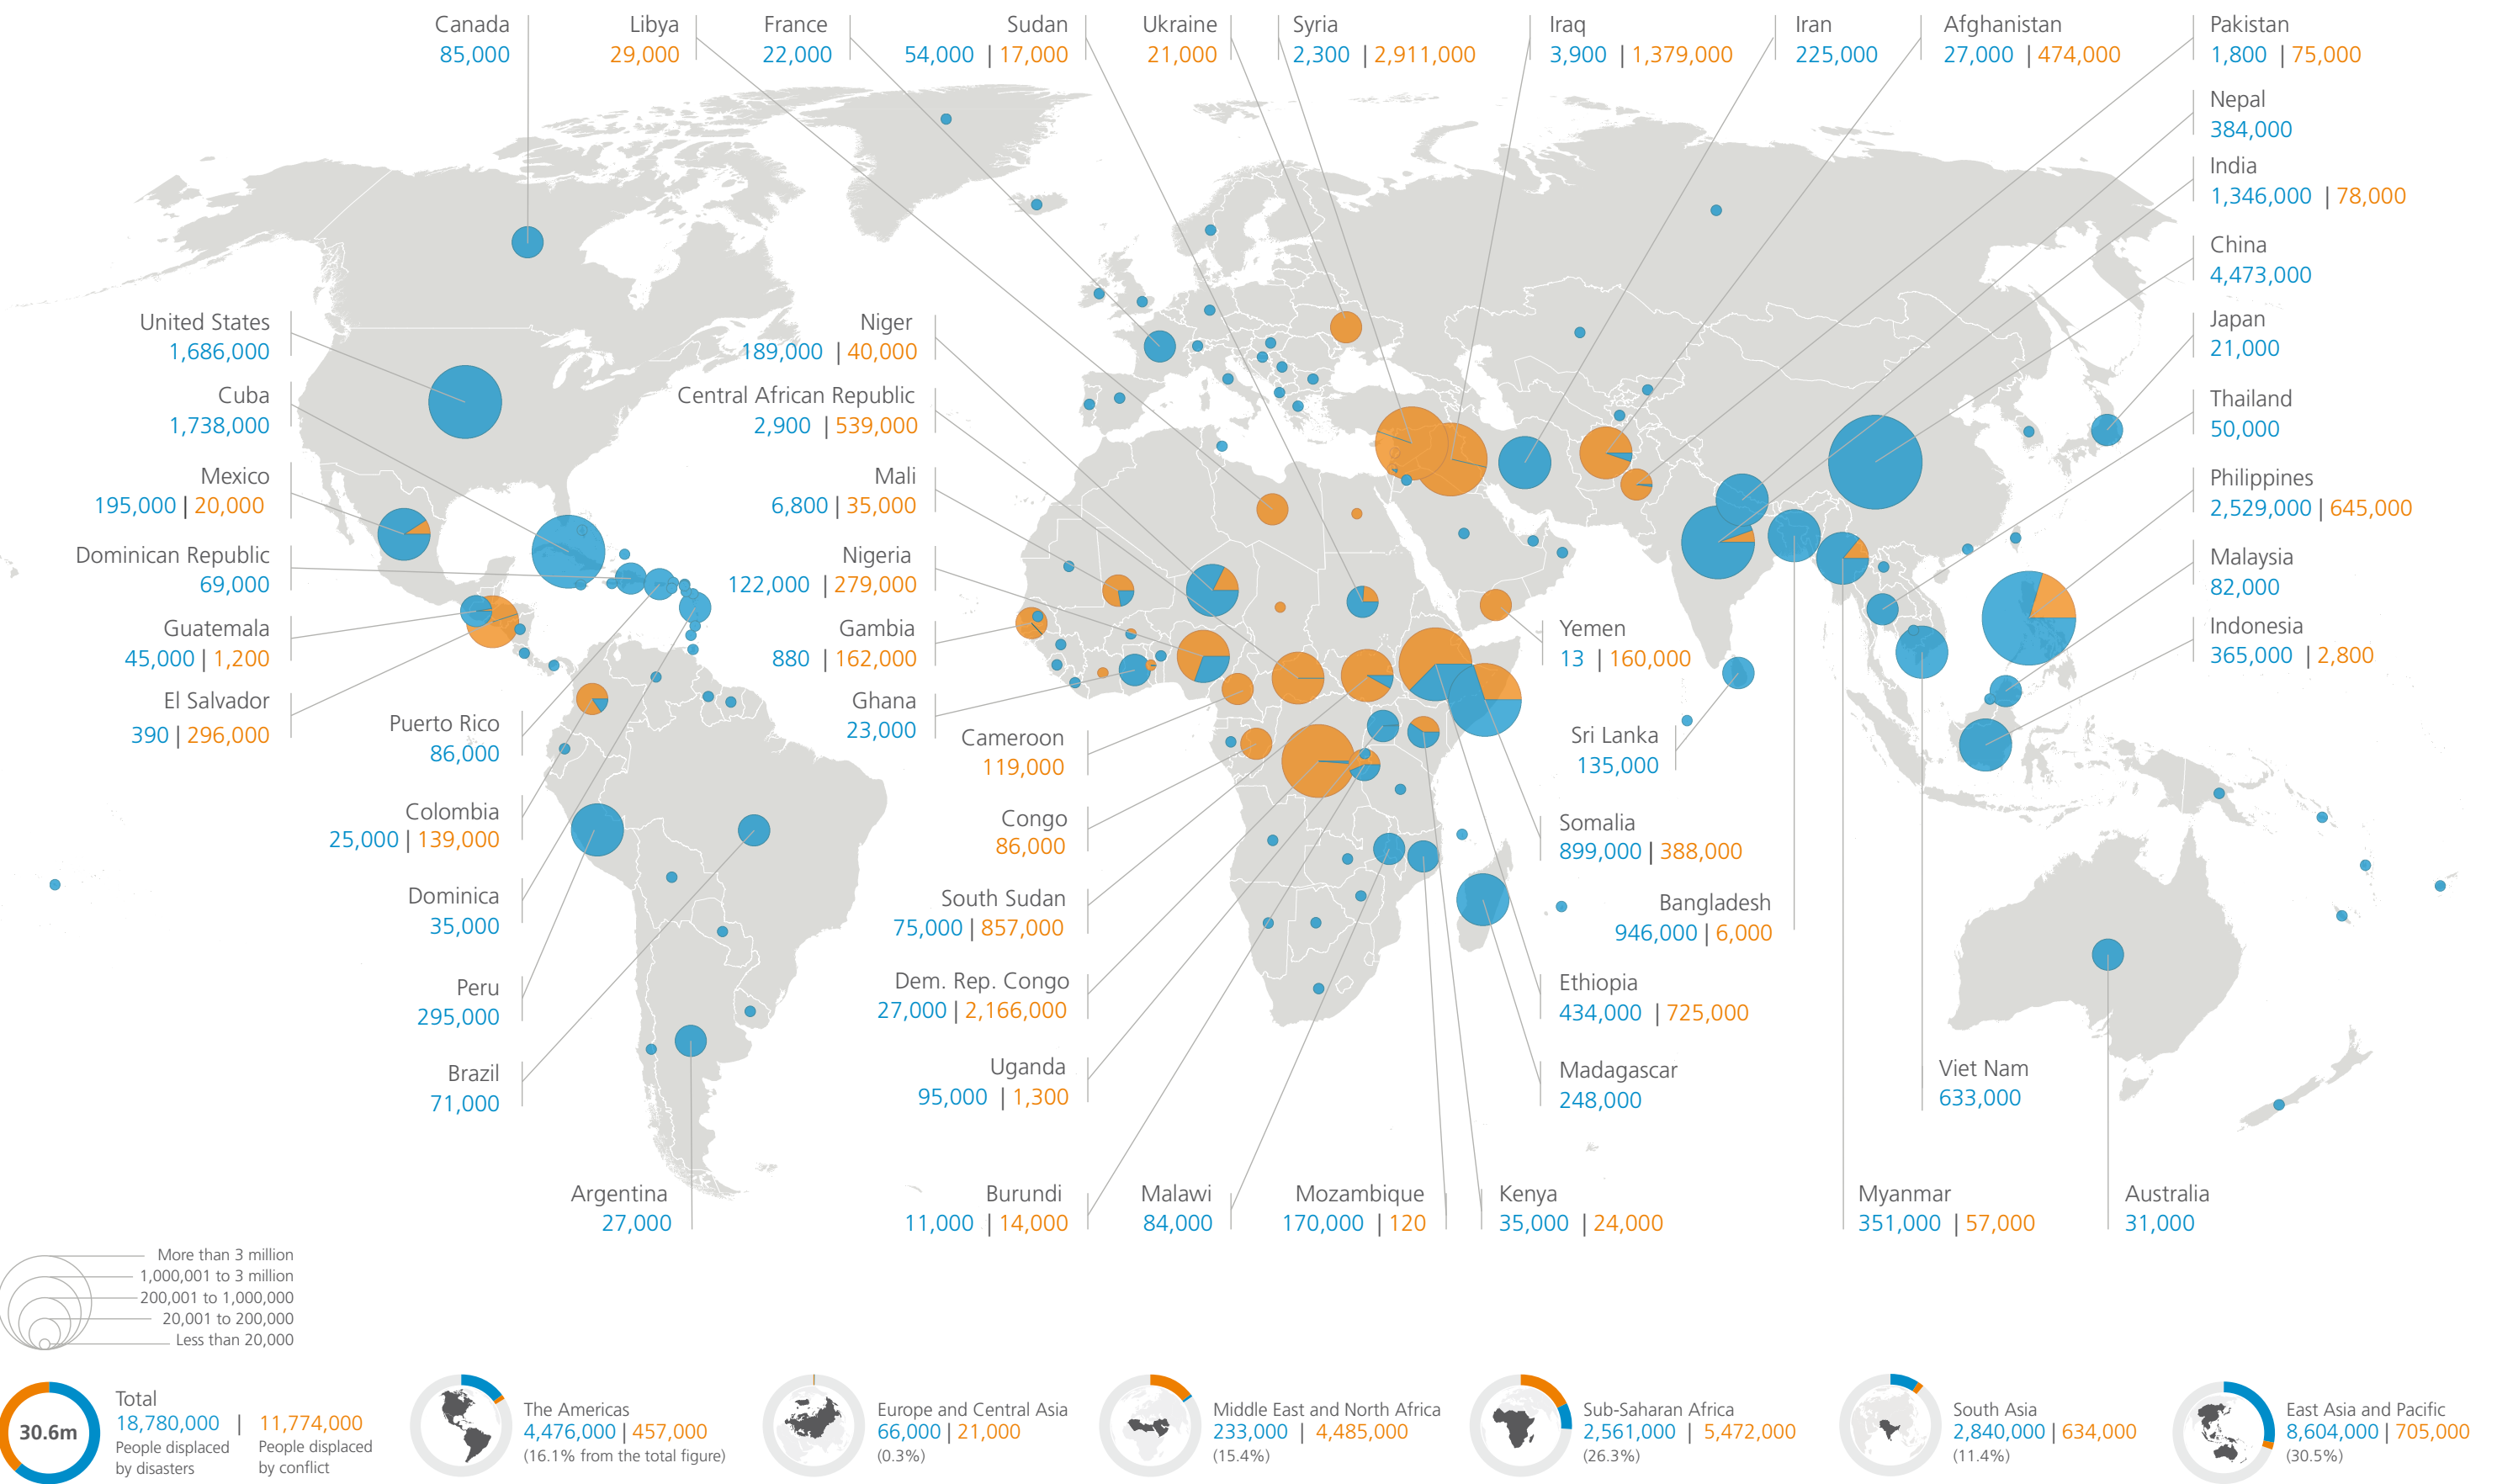 Canada
85,000
Libya
29,000
France
22,000
Sudan
54,000 | 17,000
Ukraine
21,000
Syria
2,300 | 2,911,000
Iraq
3,900 | 1,379,000
Iran
225,000
Afghanistan
27,000 | 474,000
Pakistan
1,800 | 75,000
Nepal
384,000
India
1,346,000 | 78,000
China
4,473,000
Japan
21,000
Thailand
50,000
Philippines
2,529,000 | 645,000
Malaysia
82,000
Indonesia
365,000 | 2,800
United States
1,686,000
Cuba
1,738,000
Mexico
195,000 | 20,000
Dominican Republic
69,000
Guatemala
45,000 | 1,200
El Salvador
390 | 296,000
Puerto Rico
86,000
Colombia
25,000 | 139,000
Dominica
35,000
Peru
295,000
Brazil
71,000
Argentina
27,000
Niger
189,000 | 40,000
Central African Republic
2,900 | 539,000
Mali
6,800 | 35,000
Nigeria
122,000 | 279,000
Gambia
880 | 162,000
Ghana
23,000
Cameroon
119,000
Congo
86,000
South Sudan
75,000 | 857,000
Dem. Rep. Congo
27,000 | 2,166,000
Uganda
95,000 | 1,300
Burundi
11,000 | 14,000
Malawi
84,000
Mozambique
170,000 | 120
Kenya
35,000 | 24,000
Yemen
13 | 160,000
Sri Lanka
135,000
Somalia
899,000 | 388,000
Bangladesh
946,000 | 6,000
Ethiopia
434,000 | 725,000
Madagascar
248,000
Viet Nam
633,000
Myanmar
351,000 | 57,000
Australia
31,000
More than 3 million
1,000,001 to 3 million
200,001 to 1,000,000
20,001 to 200,000
Less than 20,000
30.6m
Total
18,780,000 | 11,774,000
People displaced by disasters
People displaced by conflict
The Americas
4,476,000 | 457,000
(16.1% from the total figure)
Europe and Central Asia
66,000 | 21,000
(0.3%)
Middle East and North Africa
233,000 | 4,485,000
(15.4%)
Sub-Saharan Africa
2,561,000 | 5,472,000
(26.3%)
South Asia
2,840,000 | 634,000
(11.4%)
East Asia and Pacific
8,604,000 | 705,000
(30.5%)